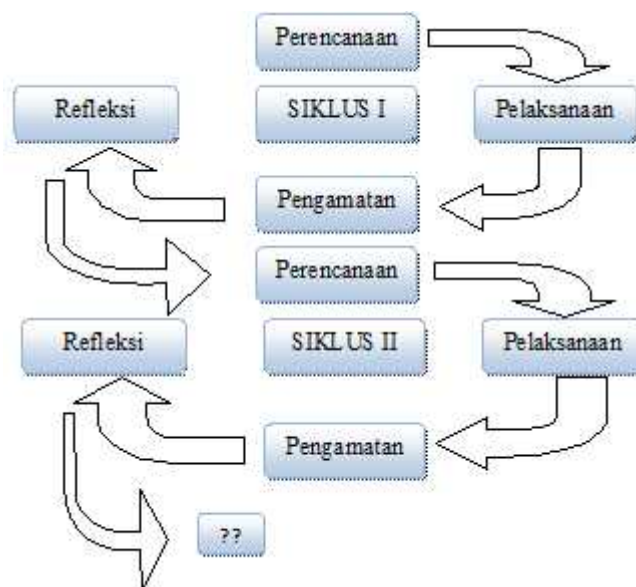 Perencanaan
Refleksi
SIKLUS I
Pelaksanaan
Pengamatan
Perencanaan
Refleksi
SIKLUS II
Pelaksanaan
Pengamatan
??